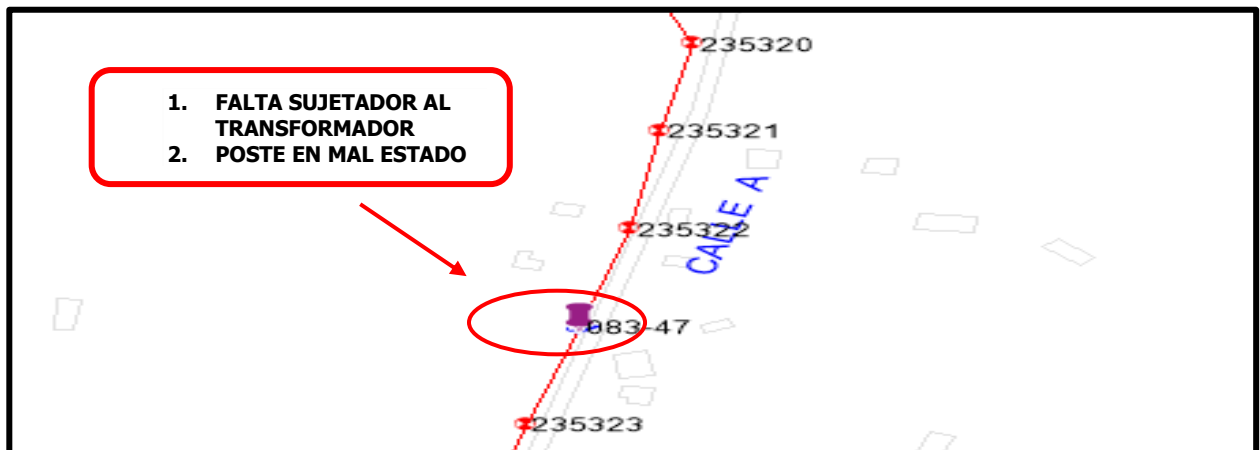 235320
1. FALTA SUJETADOR AL
TRANSFORMADOR
2. POSTE EN MAL ESTADO
235321
CALLE A
235322
083-47
235323